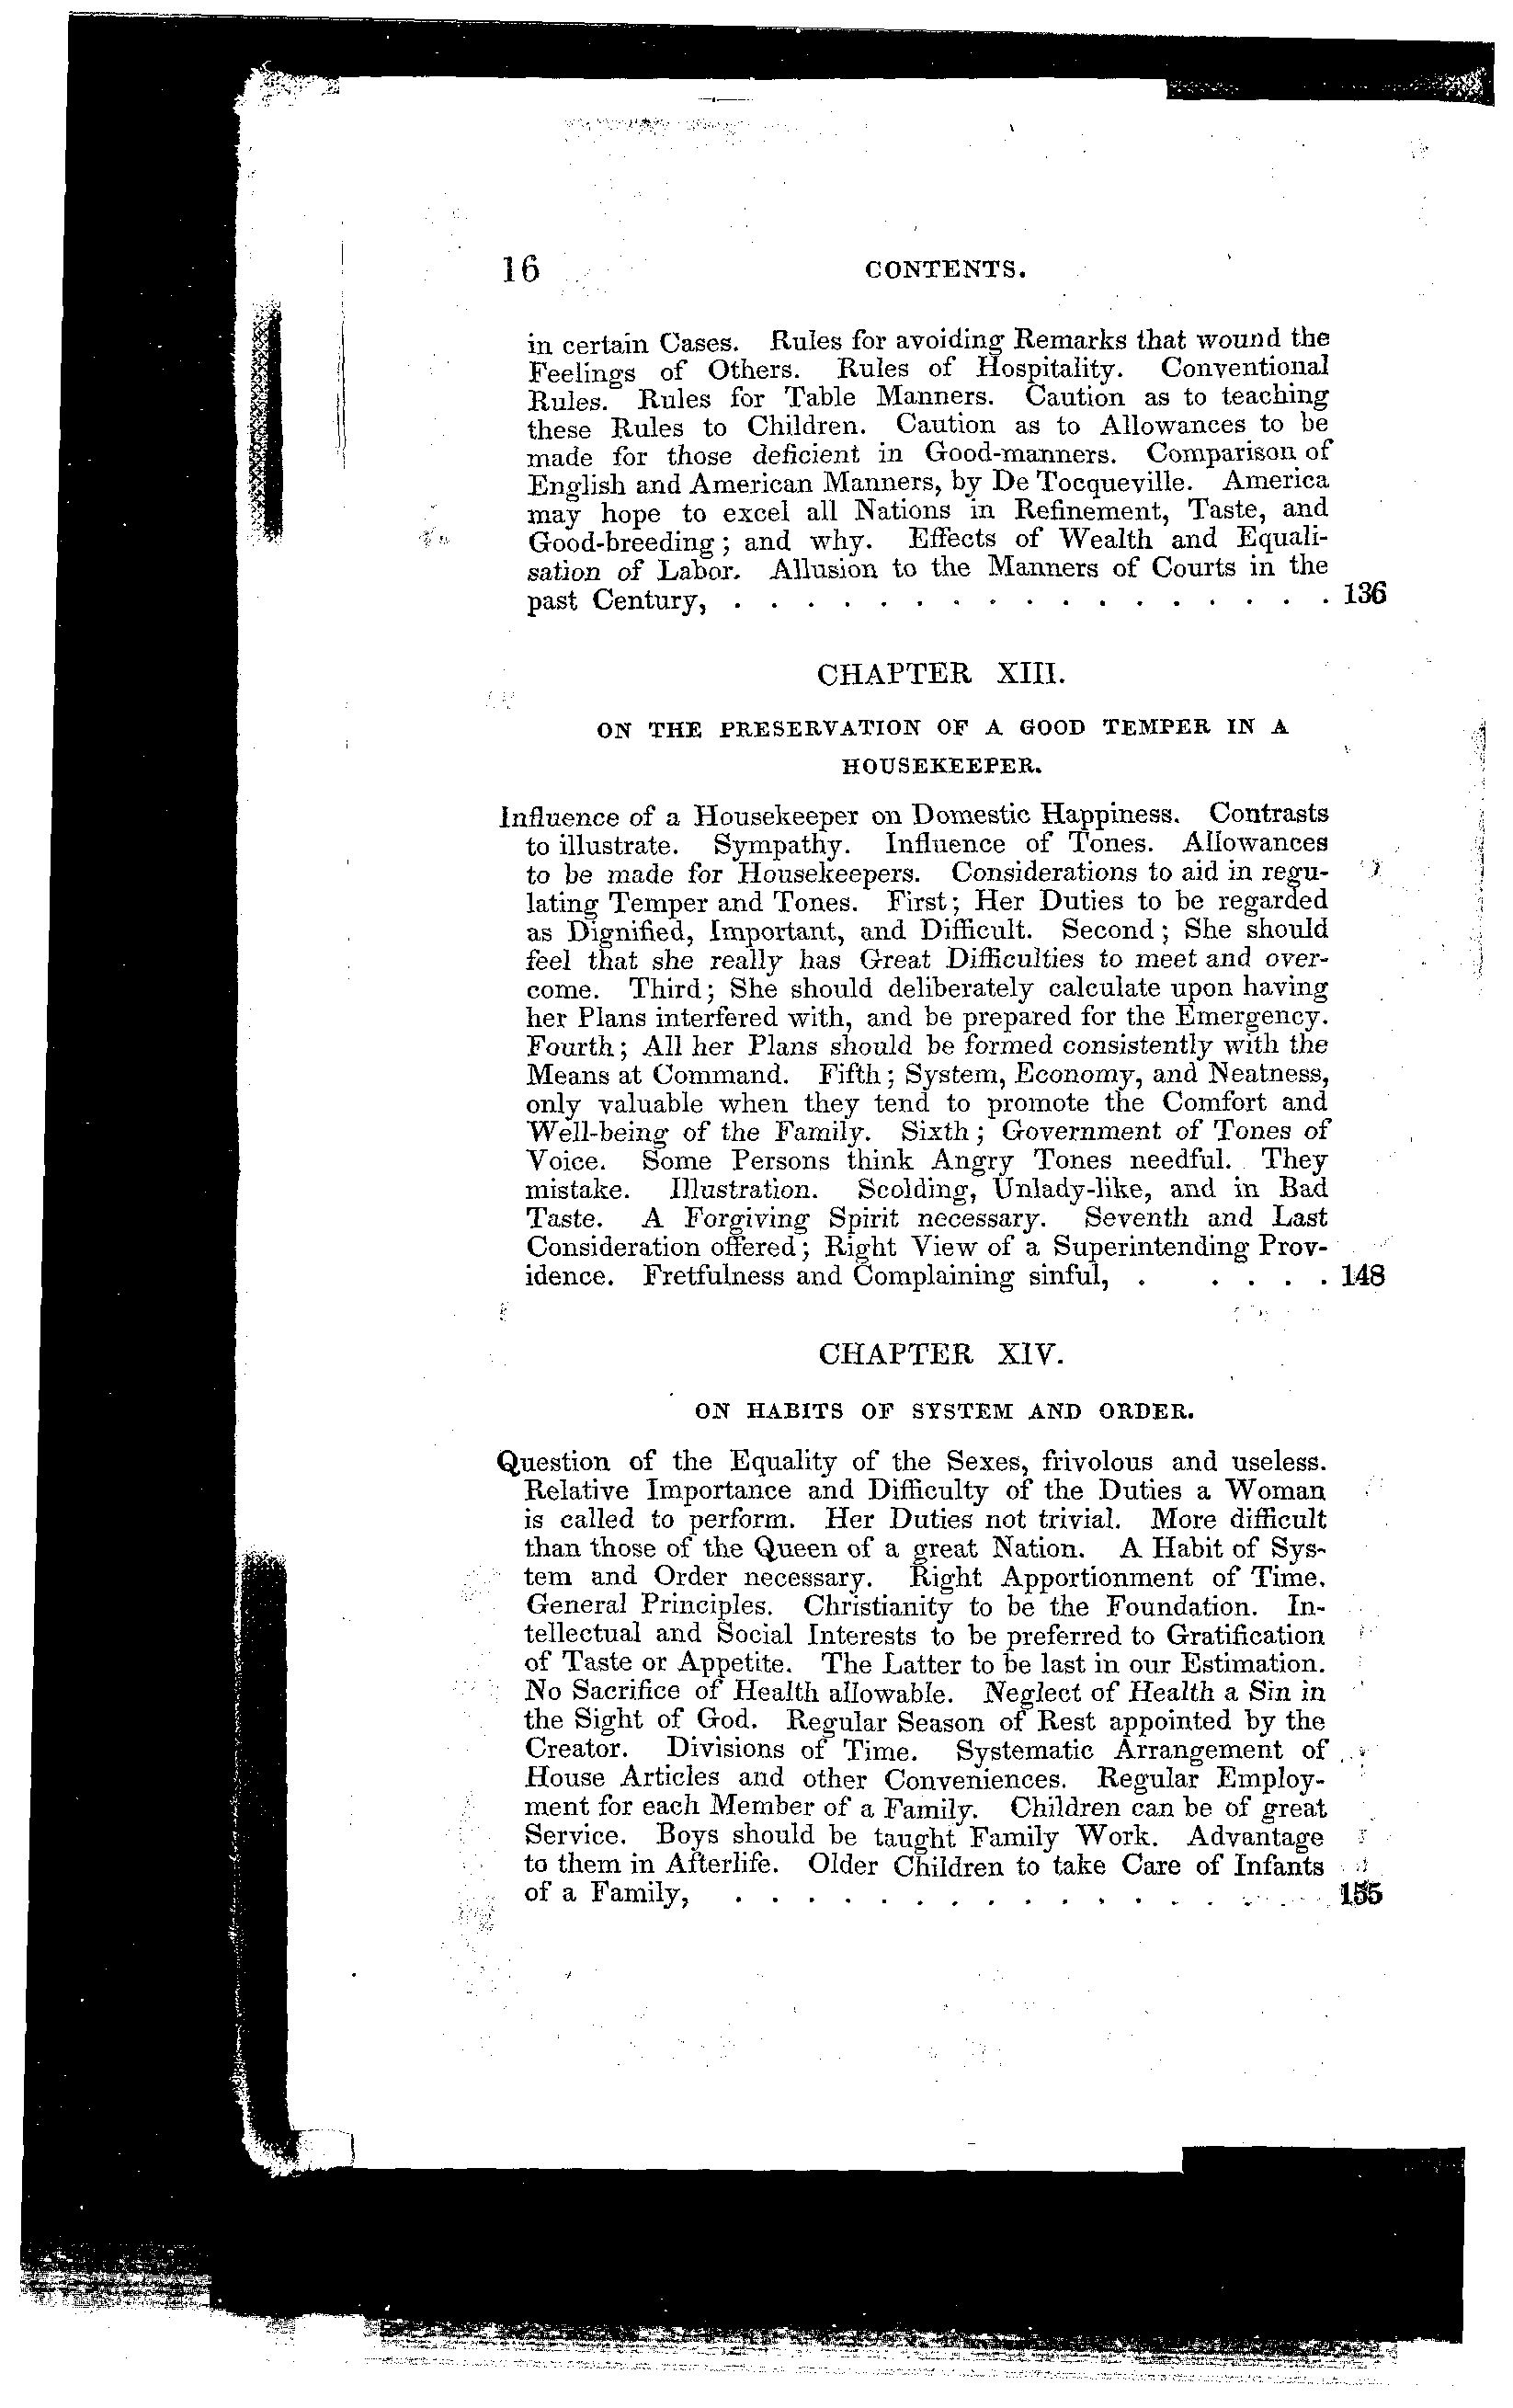 16 CONTENTS.
in certain Cases. Rules for avoiding Remarks that wound the
Feelings of Others. Rules of Hospitality. Conventional
Rules. Rules for Table Manners. Caution as to teaching
these Rules to Children. Caution as to Allowances to be
made for those deficient in Good-manners. Comparison of
English and American Manners, by De Tocqueville. America
may hope to excel all Nations in Refinement, Taste, and
Good-breeding; and why. Effects of Wealth and Equali-
sation of Labor. Allusion to the Manners of Courts in the
past Century, . . . . . . . . . . . . . . . . . 136
CHAPTER XIII.
ON THE PRESERVATION OF A GOOD TEMPER IN A
HOUSEKEEPER.
Influence of a Housekeeper on Domestic Happiness. Contrasts
to illustrate. Sympathy. Influence of Tones. Allowances
to be made for Housekeepers. Considerations to aid in regu-
lating Temper and Tones. First; Her Duties to be regarded
as Dignified, Important, and Difficult. Second; She should
feel that she really has Great Difficulties to meet and over-
come. Third; She should deliberately calculate upon having
her Plans interfered with, and be prepared for the Emergency.
Fourth; All her Plans should be formed consistently with the
Means at Command. Fifth; System, Economy, and Neatness,
only valuable when they tend to promote the Comfort and
Well-being of the Family. Sixth; Government of Tones of
Voice. Some Persons think Angry Tones needful. They
mistake. Illustration. Scolding, Unlady-like, and in Bad
Taste. A Forgiving Spirit necessary. Seventh and Last
Consideration offered; Right View of a Superintending Prov-
idence. Fretfulness and Complaining sinful, . . . . . 148
CHAPTER XIV.
ON HABITS OF SYSTEM AND ORDER.
Question of the Equality of the Sexes, frivolous and useless.
Relative Importance and Difficulty of the Duties a Woman
is called to perform. Her Duties not trivial. More difficult
than those of the Queen of a great Nation. A Habit of Sys-
tem and Order necessary. Right Apportionment of Time.
General Principles. Christianity to be the Foundation. In-
tellectual and Social Interests to be preferred to Gratification
of Taste or Appetite. The Latter to be last in our Estimation.
No Sacrifice of Health allowable. Neglect of Health a Sin in
the Sight of God. Regular Season of Rest appointed by the
Creator. Divisions of Time. Systematic Arrangement of
House Articles and other Conveniences. Regular Employ-
ment for each Member of a Family. Children can be of great
Service. Boys should be taught Family Work. Advantage
to them in Afterlife. Older Children to take Care of Infants
of a Family, . . . . . . . . . . . . . . . . 155